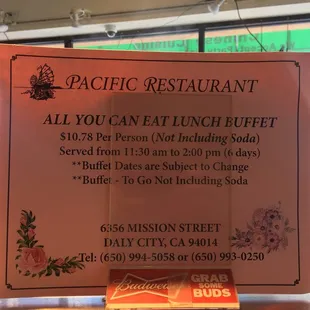 PACIFIC RESTAURANT
ALL YOU CAN EAT LUNCH BUFFET
$10.78 Per Person (Not Including Soda)
Served from 11:30 am to 2:00 pm (6 days)
**Buffet Dates are Subject to Change
**Buffet - To Go Not Including Soda
6356 MISSION STREET
DALY CITY, CA 94014
Tel: (650) 994-5058 or (650) 993-0250
Budweiser
GRAB
SOME
BUDS